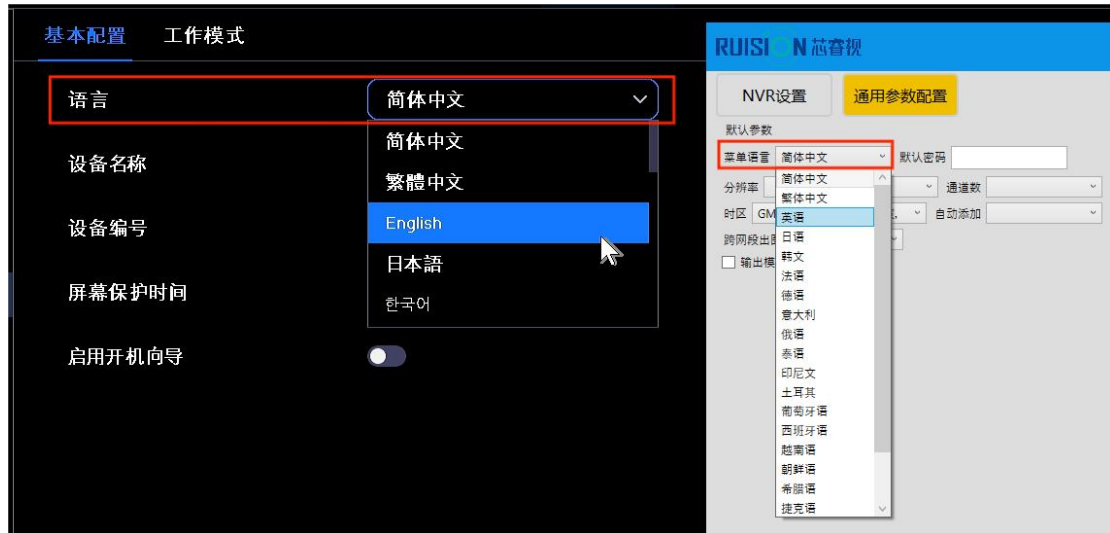 基本配置 工作模式
语言 简体中文
简体中文
设备名称
繁體中文
设备编号
English
日本語
屏幕保护时间
한국어
启用开机向导
RUISION 芯睿视
NVR设置 通用参数配置
默认参数
菜单语言 简体中文 默认密码
分辨率 通道数
时区 GM 自动添加
跨网段出
输出模
简体中文
繁体中文
英语
日语
韩文
法语
德语
意大利
俄语
泰语
印尼文
土耳其
葡萄牙语
西班牙语
越南语
朝鲜语
希腊语
捷克语